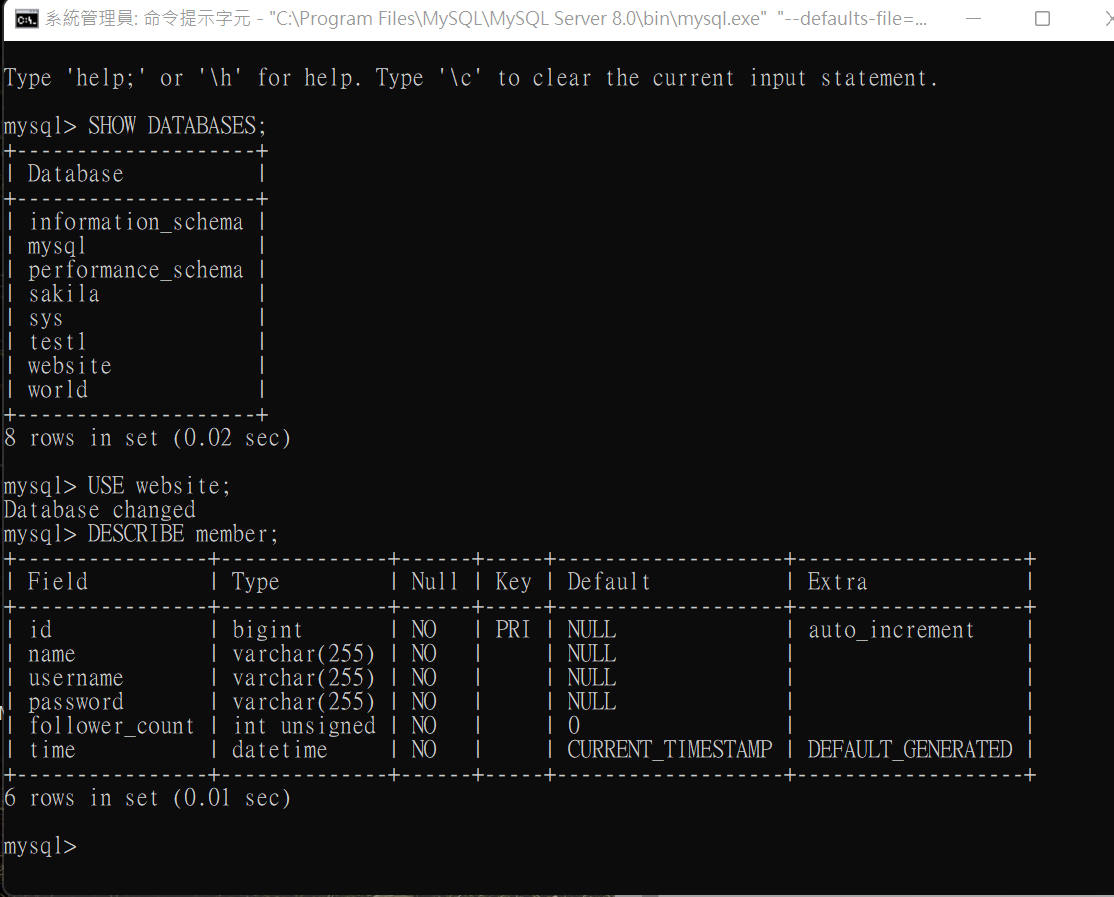 系統管理員: 命令提示字元 - "C:\Program Files\MySQL\MySQL Server 8.0\bin\mysql.exe" "--defaults-file=...
Type 'help;' or '\h' for help. Type '\c' to clear the current input statement.
mysql> SHOW DATABASES;
+--------------------+
| Database           |
+--------------------+
| information_schema |
| mysql              |
| performance_schema |
| sakila             |
| sys                |
| test1              |
| website            |
| world              |
+--------------------+
8 rows in set (0.02 sec)
mysql> USE website;
Database changed
mysql> DESCRIBE member;
+----------------+--------------+------+-----+-------------------+-------------------+
| Field          | Type         | Null | Key | Default           | Extra             |
+----------------+--------------+------+-----+-------------------+-------------------+
| id             | bigint       | NO   | PRI | NULL              | auto_increment    |
| name           | varchar(255) | NO   |     | NULL              |                   |
| username       | varchar(255) | NO   |     | NULL              |                   |
| password       | varchar(255) | NO   |     | NULL              |                   |
| follower_count | int unsigned | NO   |     | 0                 |                   |
| time           | datetime     | NO   |     | CURRENT_TIMESTAMP | DEFAULT_GENERATED |
+----------------+--------------+------+-----+-------------------+-------------------+
6 rows in set (0.01 sec)
mysql>